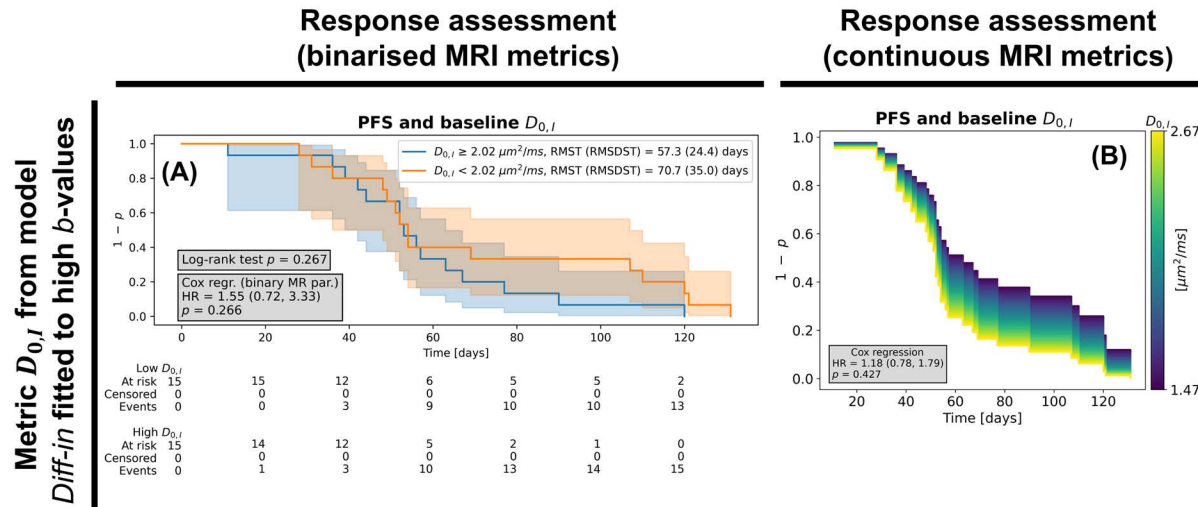 Response assessment
(binarised MRI metrics)
Response assessment
(continuous MRI metrics)
Metric D0,I from model
Diff-in fitted to high b-values
PFS and baseline D0,I
(A)
D0,I ≥ 2.02 μm²/ms, RMST (RMSDST) = 57.3 (24.4) days
D0,I < 2.02 μm²/ms, RMST (RMSDST) = 70.7 (35.0) days
1.0
0.8
0.6
0.4
0.2
0.0
1 − p
Log-rank test p = 0.267
Cox regr. (binary MR par.)
HR = 1.55 (0.72, 3.33)
p = 0.266
0 20 40 60 80 100 120
Time [days]
Low D0,I
At risk 15 15 12 6 5 5 2
Censored 0 0 0 0 0 0 0
Events 0 0 3 9 10 10 13
High D0,I
At risk 15 14 12 5 2 1 0
Censored 0 0 0 0 0 0 0
Events 0 1 3 10 13 14 15
PFS and baseline D0,I
(B)
1.0
0.8
0.6
0.4
0.2
0.0
1 − p
Cox regression
HR = 1.18 (0.78, 1.79)
p = 0.427
20 40 60 80 100 120
Time [days]
D0,I
2.67
[μm²/ms]
1.47